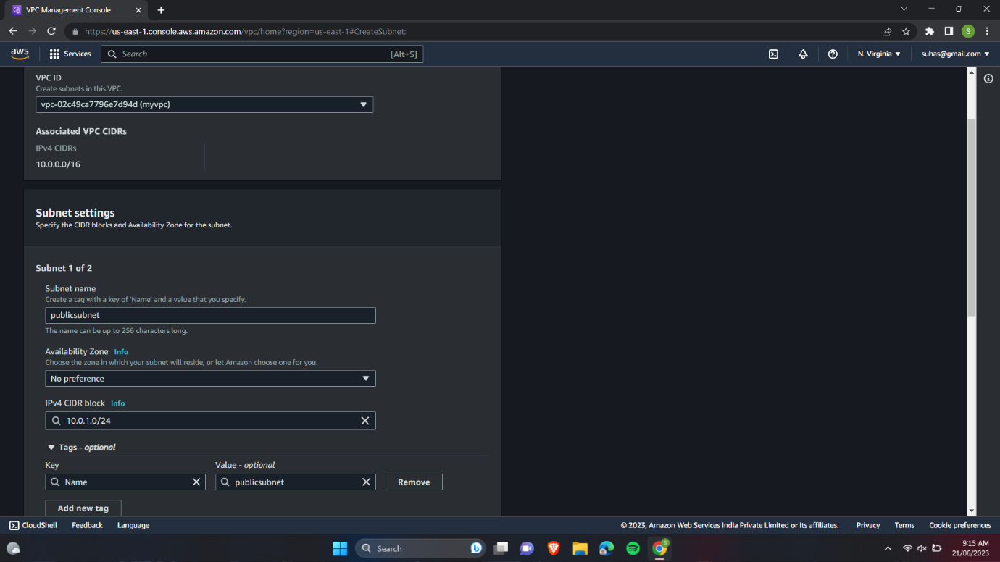 VPC Management Console
https://us-east-1.console.aws.amazon.com/vpc/home?region=us-east-1#CreateSubnet:
S
aws
Services
Search
[Alt+S]
N. Virginia
suhas@gmail.com
VPC ID
Create subnets in this VPC.
vpc-02c49ca7796e7d94d (myvpc)
Associated VPC CIDRs
IPv4 CIDRs
10.0.0.0/16
Subnet settings
Specify the CIDR blocks and Availability Zone for the subnet.
Subnet 1 of 2
Subnet name
Create a tag with a key of 'Name' and a value that you specify.
publicsubnet
The name can be up to 256 characters long.
Availability Zone Info
Choose the zone in which your subnet will reside, or let Amazon choose one for you.
No preference
IPv4 CIDR block Info
10.0.1.0/24
Tags - optional
Key
Value - optional
Name
publicsubnet
Remove
Add new tag
CloudShell
Feedback
Language
© 2023, Amazon Web Services India Private Limited or its affiliates.
Privacy
Terms
Cookie preferences
Search
9:15 AM
21/06/2023